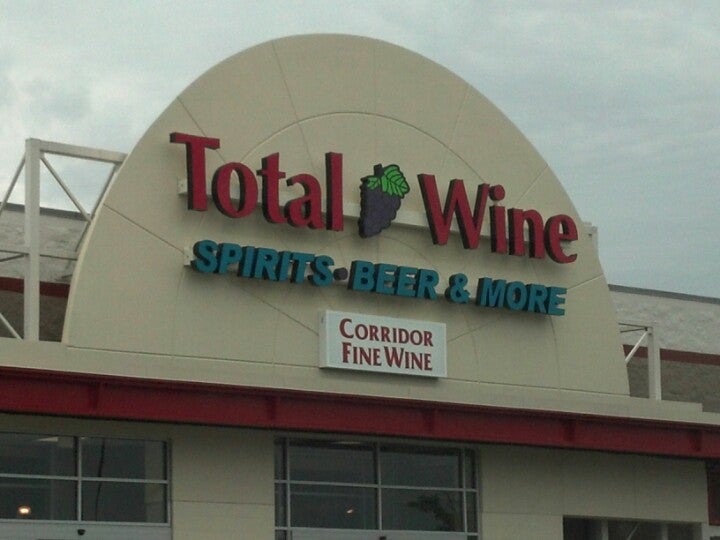 Total Wine
SPIRITS · BEER & MORE
CORRIDOR
FINE WINE